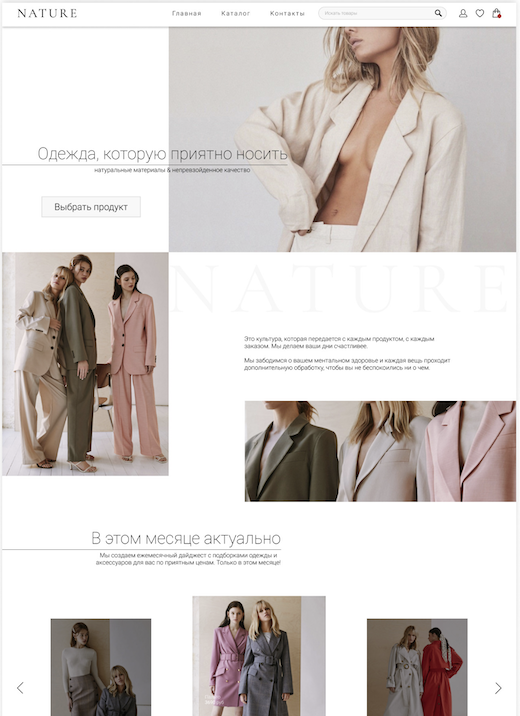 NATURE
Главная Каталог Контакты Искать товары
Одежда, которую приятно носить
натуральные материалы & непревзойденное качество
Выбрать продукт
NATURE
Это культура, которая передается с каждым продуктом, с каждым
заказом. Мы делаем ваши дни счастливее.
Мы забодимся о вашем ментальном здоровье и каждая вещь проходит
дополнительную обработку, чтобы вы не беспокоились ни о чем.
В этом месяце актуально
Мы создаем ежемесячный дайджест с подборками одежды и
аксессуаров для вас по приятным ценам. Только в этом месяце!